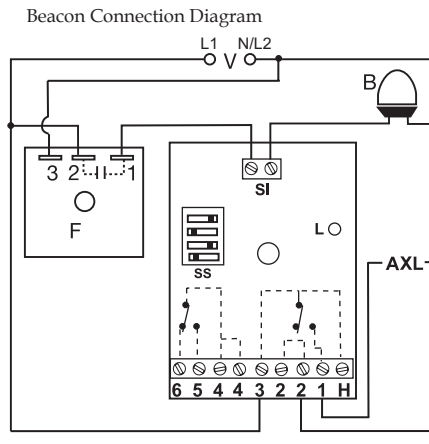 Beacon Connection Diagram
L1 V N/L2
B
3 2 1
F
SI
L
SS
AXL
6 5 4 4 3 2 2 1 H